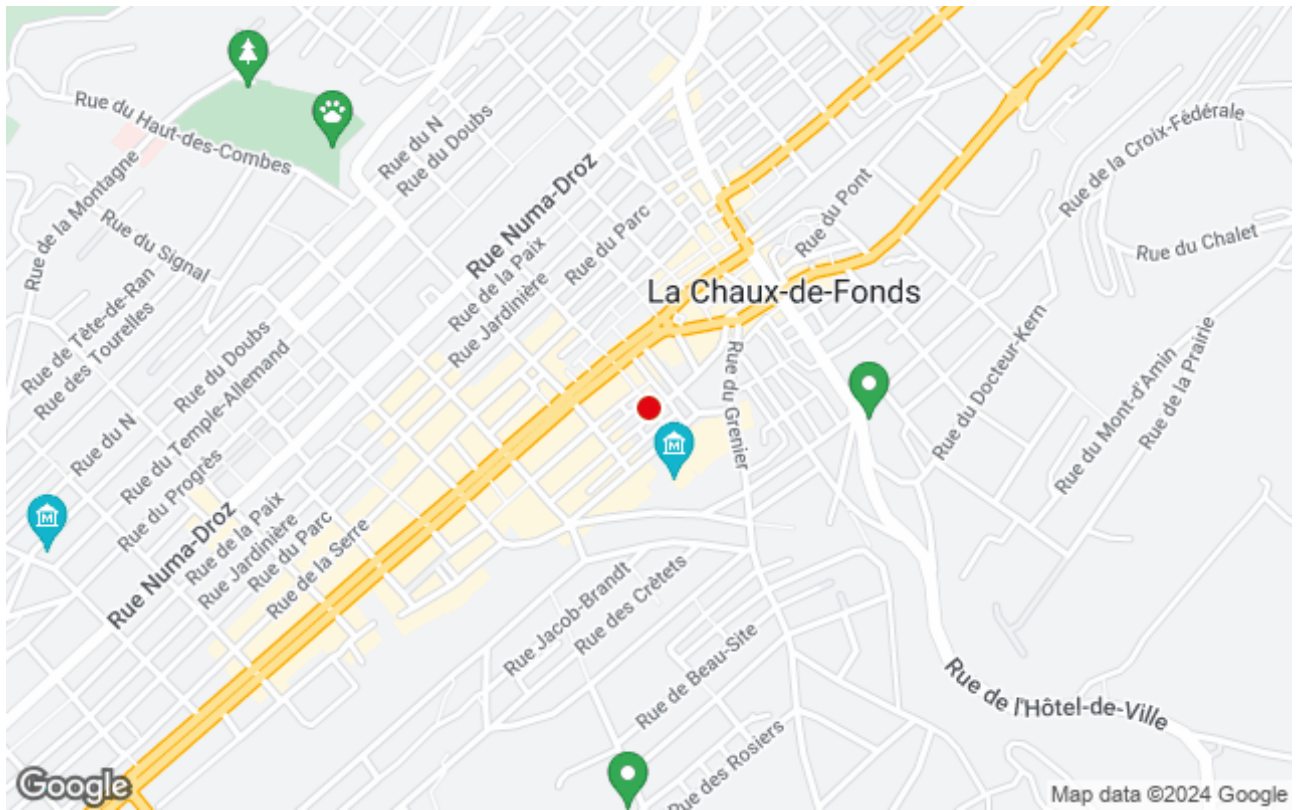 Rue du Haut-des-Combes
Rue de la Montagne
Rue du Signal
Rue du N
Rue du Doubs
Rue Numa-Droz
Rue de la Paix
Rue Jardinière
Rue du Parc
Rue du Pont
Rue de la Croix-Fédérale
Rue du Chalet
La Chaux-de-Fonds
Rue de Tête-de-Ran
Rue des Tourelles
Rue du Doubs
Rue du Temple-Allemand
Rue du N
Rue du Progrès
Rue Numa-Droz
Rue de la Paix
Rue Jardinière
Rue du Parc
Rue de la Serre
Rue du Grenier
Rue du Docteur-Kern
Rue du Mont-d'Amin
Rue de la Prairie
M
M
Rue Jacob-Brandt
Rue des Crêtets
Rue de Beau-Site
Rue des Rosiers
Rue de l'Hôtel-de-Ville
Google
Map data ©2024 Google